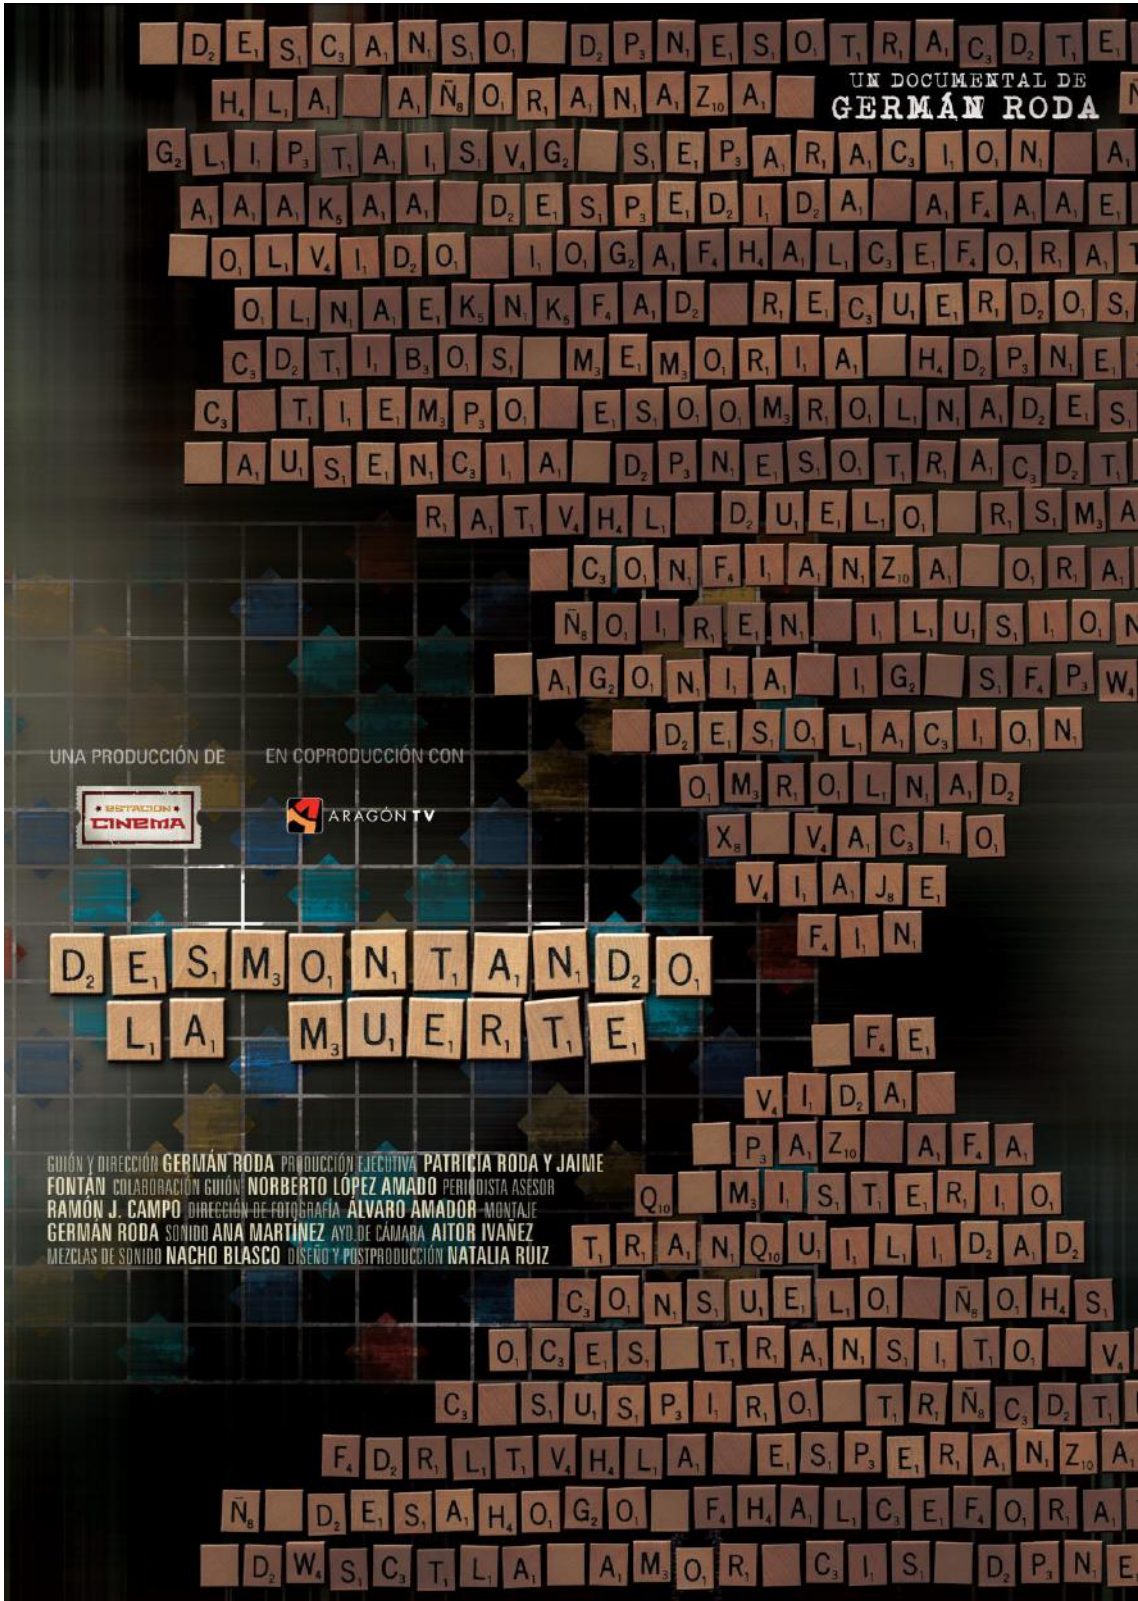 DESCANSO DPNESOTRACDTE
UN DOCUMENTAL DE
HLA AÑORANAZA Ñ
GERMÁN RODA
GLIPTAISVG SEPARACION A
AAAKAA DESPEDIDA AFAAE
OLVIDO IOGAFHALCEFORAT
OLNAEKNKFAD RECUERDOS
CDTIBOS MEMORIA HDPNE
C TIEMPO ESOOMROLNADES
AUSENCIA DPNESOTRACDT
RATVHL DUELO RSMA
CONFIANZA ORA
ÑOIREN ILUSION
AGONIA IG SFPW
DESOLACION
UNA PRODUCCIÓN DE EN COPRODUCCIÓN CON
OMROLNAD
ESTACION
CINEMA
ARAGÓN TV
X VACIO
VIAJE
FIN
DESMONTANDO
LA MUERTE
FE
VIDA
PAZ AFA
GUIÓN Y DIRECCIÓN GERMÁN RODA PRODUCCIÓN EJECUTIVA PATRICIA RODA Y JAIME
FONTÁN COLABORACIÓN GUIÓN NORBERTO LÓPEZ AMADO PERIODISTA ASESOR
RAMÓN J. CAMPO DIRECCIÓN DE FOTOGRAFÍA ÁLVARO AMADOR MONTAJE
GERMÁN RODA SONIDO ANA MARTÍNEZ AYD. DE CÁMARA AITOR IVAÑEZ
MEZCLAS DE SONIDO NACHO BLASCO DISEÑO Y POSTPRODUCCIÓN NATALIA RUIZ
Q MISTERIO
TRANQUILIDAD
CONSUELO ÑOHS
OCES TRANSITO V
C SUSPIRO TRÑCDT
FDRLTVHLA ESPERANZA
Ñ DESAHOGO FHALCEFORA
DWSCTLA AMOR CIS DPNE